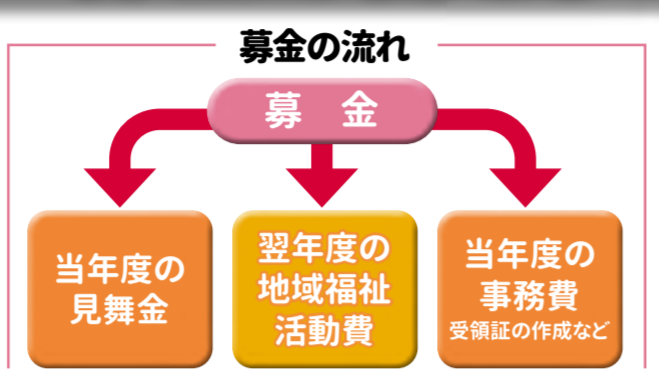 募金の流れ
募 金
当年度の
見舞金
翌年度の
地域福祉
活動費
当年度の
事務費
受領証の作成など